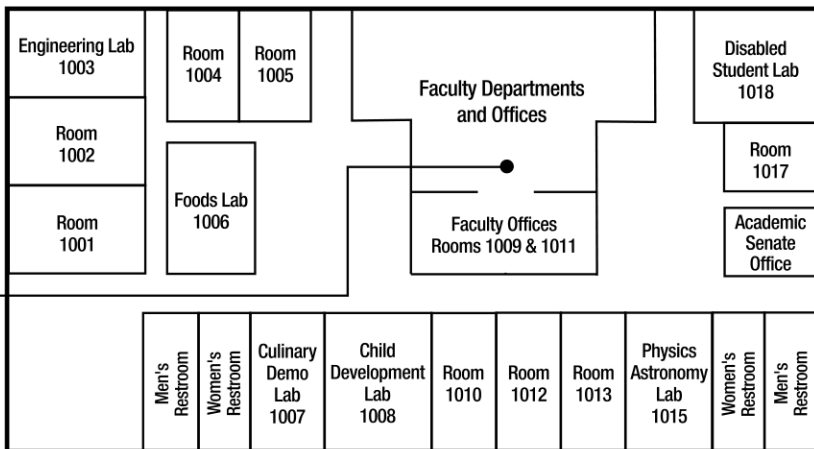 Engineering Lab
1003
Room
1004
Room
1005
Faculty Departments
and Offices
Disabled
Student Lab
1018
Room
1002
Room
1017
Foods Lab
1006
Room
1001
Faculty Offices
Rooms 1009 & 1011
Academic
Senate
Office
Men's
Restroom
Women's
Restroom
Culinary
Demo
Lab
1007
Child
Development
Lab
1008
Room
1010
Room
1012
Room
1013
Physics
Astronomy
Lab
1015
Women's
Restroom
Men's
Restroom